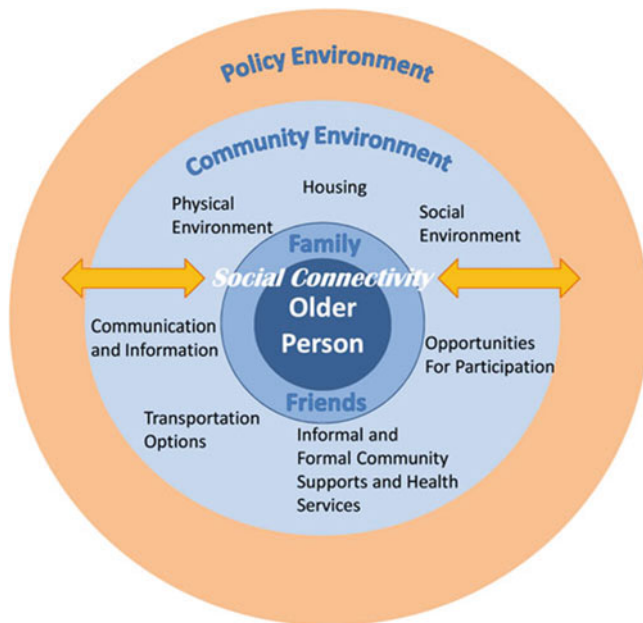 Policy Environment
Community Environment
Housing
Physical
Environment
Social
Environment
Family
Social Connectivity
Older
Person
Communication
and Information
Opportunities
For Participation
Friends
Transportation
Options
Informal and
Formal Community
Supports and Health
Services